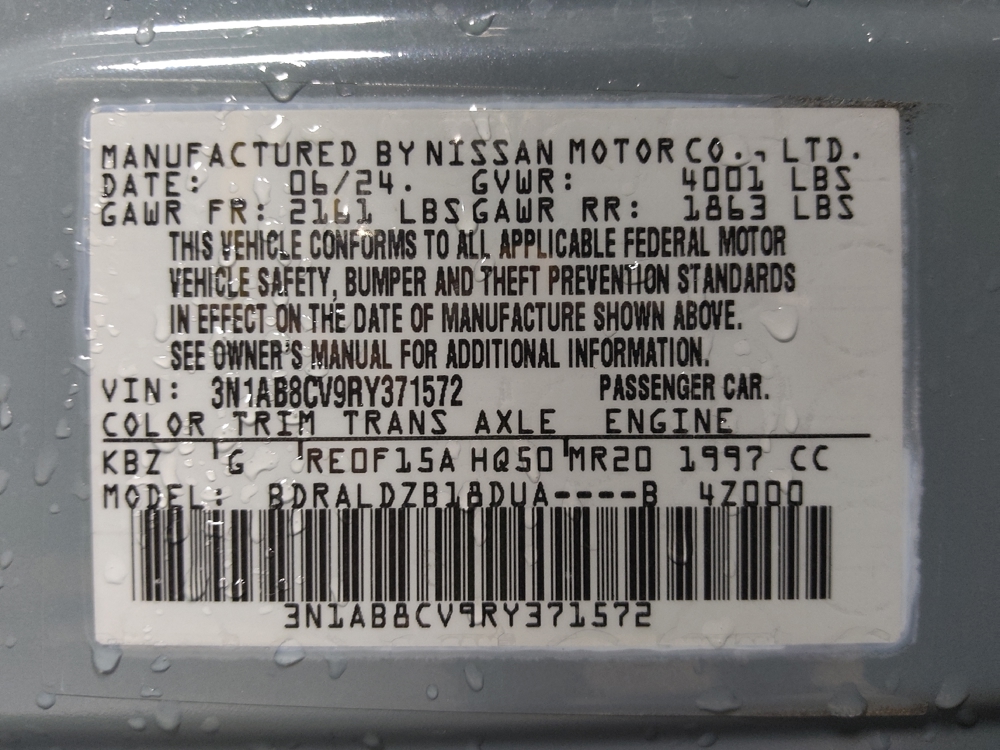 MANUFACTURED BY NISSAN MOTOR CO., LTD.
DATE: 06/24. GVWR: 4001 LBS
GAWR FR: 2161 LBS GAWR RR: 1863 LBS
THIS VEHICLE CONFORMS TO ALL APPLICABLE FEDERAL MOTOR
VEHICLE SAFETY, BUMPER AND THEFT PREVENTION STANDARDS
IN EFFECT ON THE DATE OF MANUFACTURE SHOWN ABOVE.
SEE OWNER'S MANUAL FOR ADDITIONAL INFORMATION.
VIN: 3N1AB8CV9RY371572 PASSENGER CAR.
COLOR TRIM TRANS AXLE ENGINE
KBZ G RE0F15A HQ50 MR20 1997 CC
MODEL: BDRALDZB18DUA----B 4Z000
3N1AB8CV9RY371572